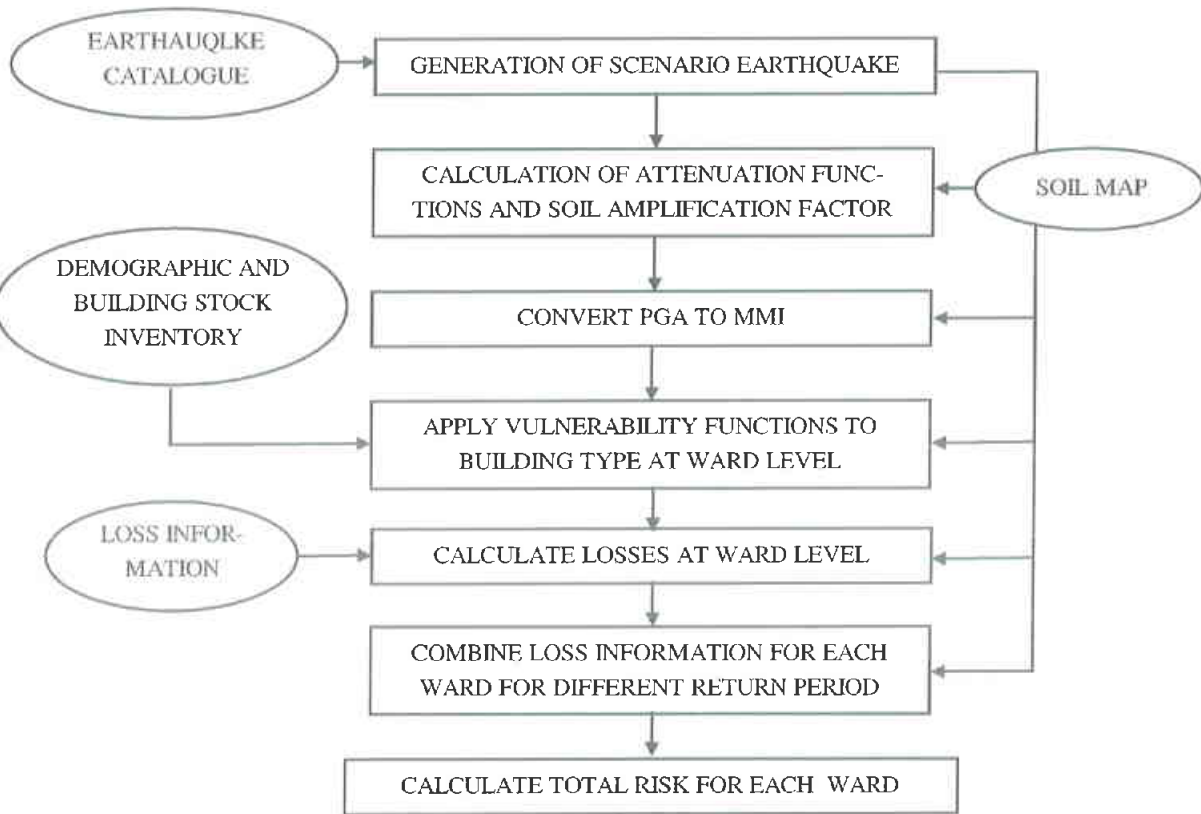 EARTHAUQLKE
CATALOGUE
GENERATION OF SCENARIO EARTHQUAKE
CALCULATION OF ATTENUATION FUNC-
TIONS AND SOIL AMPLIFICATION FACTOR
SOIL MAP
DEMOGRAPHIC AND
BUILDING STOCK
INVENTORY
CONVERT PGA TO MMI
APPLY VULNERABILITY FUNCTIONS TO
BUILDING TYPE AT WARD LEVEL
LOSS INFOR-
MATION
CALCULATE LOSSES AT WARD LEVEL
COMBINE LOSS INFORMATION FOR EACH
WARD FOR DIFFERENT RETURN PERIOD
CALCULATE TOTAL RISK FOR EACH WARD